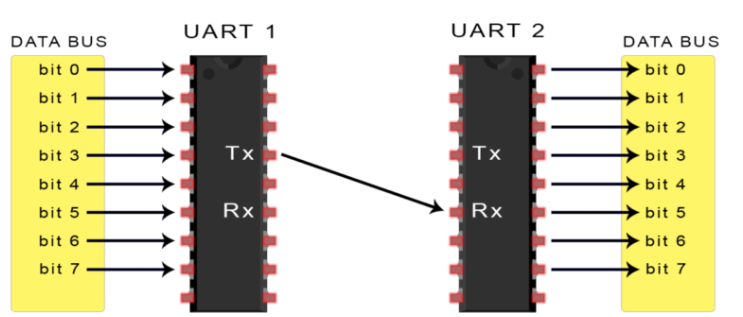 UART 1
UART 2
DATA BUS
DATA BUS
bit 0
bit 0
bit 1
bit 1
bit 2
bit 2
bit 3
Tx
Tx
bit 3
bit 4
bit 4
bit 5
Rx
Rx
bit 5
bit 6
bit 6
bit 7
bit 7